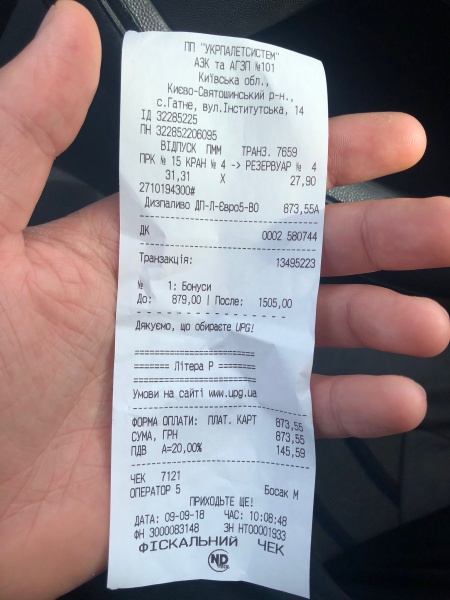 ПП "УКРПАЛЕТСИСТЕМ"
АЗК та АГЗП №101
Київська обл.,
Києво-Святошинський р-н.,
с.Гатне, вул.Інститутська, 14
ІД 32285225
ПН 322852206095
ВІДПУСК ПММ ТРАНЗ. 7659
ПРК № 15 КРАН № 4 -> РЕЗЕРВУАР № 4
31,31 X 27,90
2710194300#
Дизпаливо ДП-Л-Євро5-В0 873,55А
ДК 0002 580744
Транзакція: 13495223
№ 1: Бонуси
До: 879,00 | Після: 1505,00
Дякуємо, що обираєте UPG!
====================
======= Літера Р =======
====================
Умови на сайті www.upg.ua
ФОРМА ОПЛАТИ: ПЛАТ. КАРТ 873,55
СУМА, ГРН 873,55
ПДВ А=20,00% 145,59
ЧЕК 7121
ОПЕРАТОР 5 Босак М
ПРИХОДЬТЕ ЩЕ!
ДАТА: 09-09-18 ЧАС: 10:08:48
ФН 3000083148 ЗН НТ00001933
ФІСКАЛЬНИЙ ЧЕК